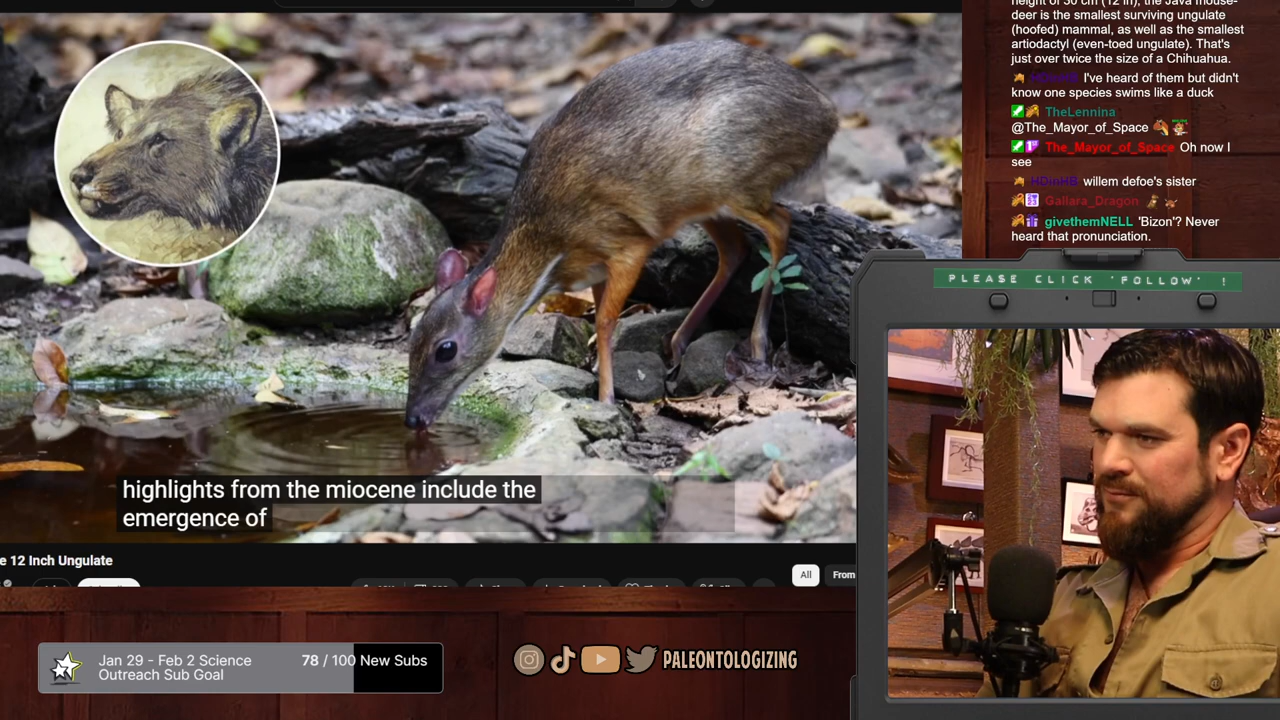 height of 30 cm (12 in), the Java mouse-
deer is the smallest surviving ungulate
(hoofed) mammal, as well as the smallest
artiodactyl (even-toed ungulate). That's
just over twice the size of a Chihuahua.
HDinHB I've heard of them but didn't
know one species swims like a duck
TheLennina
@The_Mayor_of_Space
The_Mayor_of_Space Oh now I
see
HDinHB willem defoe's sister
Gallara_Dragon
givethemNELL 'Bizon'? Never
heard that pronunciation.
PLEASE CLICK 'FOLLOW' !
highlights from the miocene include the
emergence of
e 12 Inch Ungulate
All From
Jan 29 - Feb 2 Science
Outreach Sub Goal
78 / 100 New Subs
PALEONTOLOGIZING